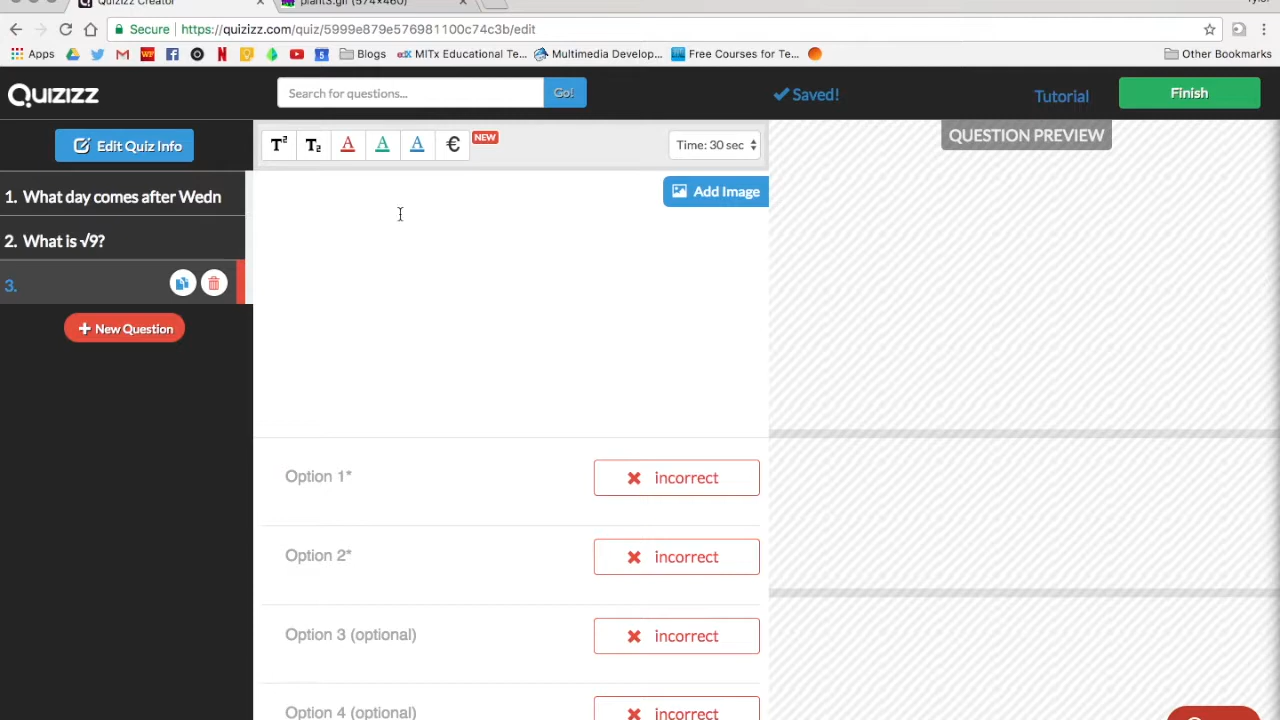 Quizizz Creator
plant3.gif (574×460)
Secure
https://quizizz.com/quiz/5999e879e576981100c74c3b/edit
Apps
Blogs
MITx Educational Te...
Multimedia Develop...
Free Courses for Te...
Other Bookmarks
Quizizz
Search for questions...
Go!
Saved!
Tutorial
Finish
Edit Quiz Info
T² T₂ A A A €
NEW
Time: 30 sec
QUESTION PREVIEW
1. What day comes after Wedn
Add Image
2. What is √9?
3.
New Question
Option 1*
incorrect
Option 2*
incorrect
Option 3 (optional)
incorrect
Option 4 (optional)
incorrect